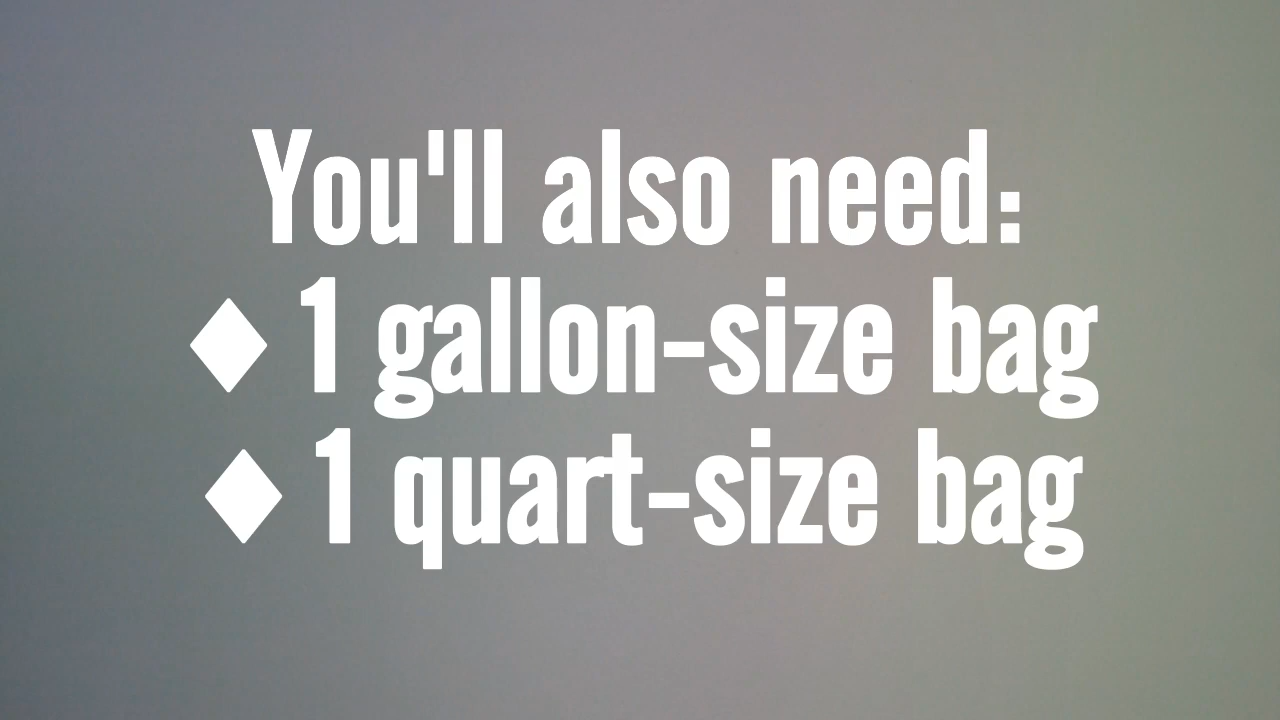 You'll also need:
♦ 1 gallon-size bag
♦ 1 quart-size bag